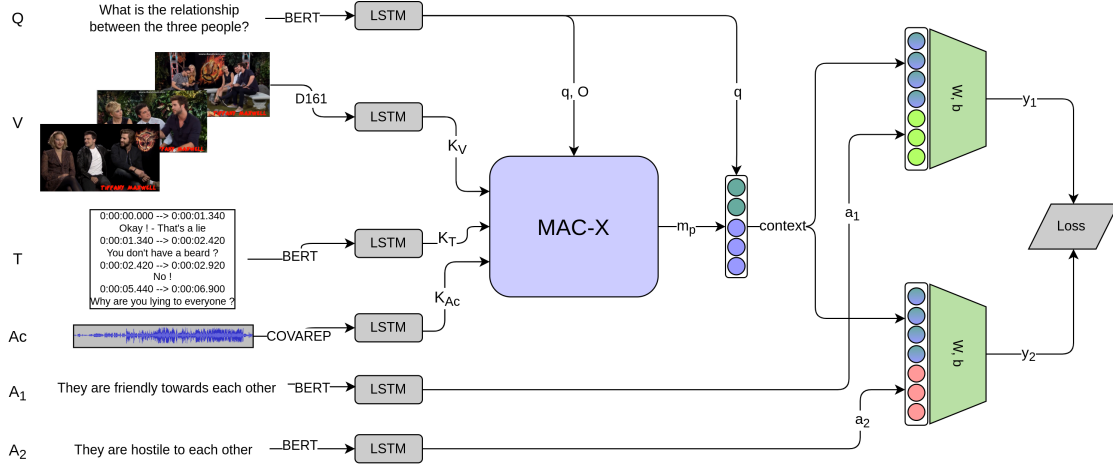 Q
What is the relationship
between the three people?
BERT
LSTM
V
TIFFANY MAXWELL
D161
LSTM
q, O
q
K_V
T
0:00:00.000 --> 0:00:01.340
Okay ! - That's a lie
0:00:01.340 --> 0:00:02.420
You don't have a beard ?
0:00:02.420 --> 0:00:02.920
No !
0:00:05.440 --> 0:00:06.900
Why are you lying to everyone ?
BERT
LSTM
K_T
MAC-X
m_p
context
Ac
COVAREP
LSTM
K_Ac
A_1
They are friendly towards each other
BERT
LSTM
a_1
A_2
They are hostile to each other
BERT
LSTM
a_2
W, b
y_1
Loss
W, b
y_2